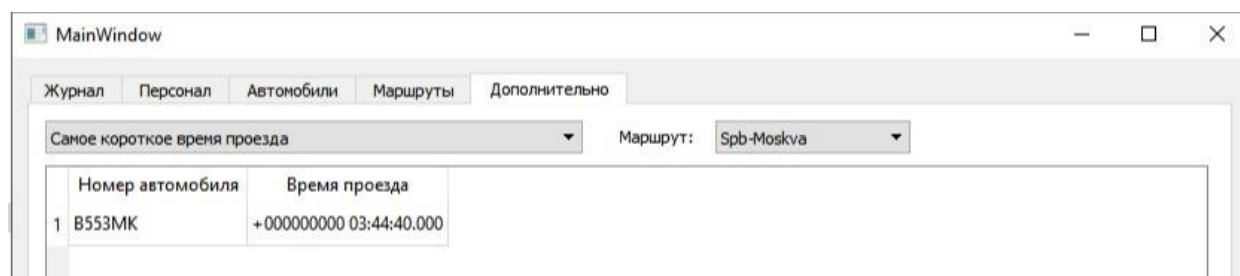 MainWindow
Журнал Персонал Автомобили Маршруты Дополнительно
Самое короткое время проезда Маршрут: Spb-Moskva
Номер автомобиля Время проезда
1 B553MK +000000000 03:44:40.000